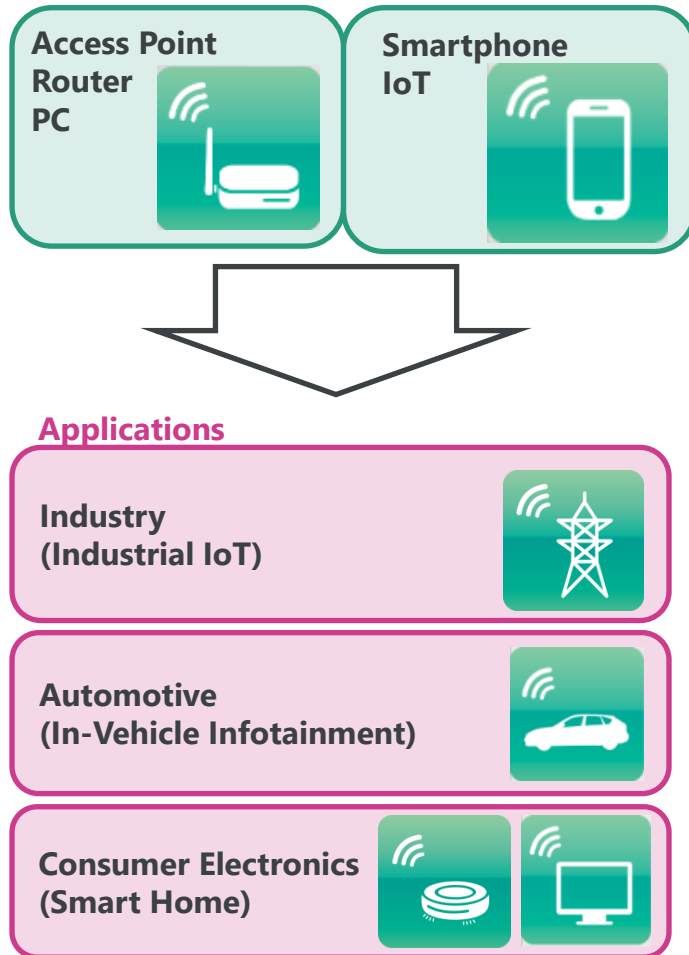 Access Point
Router
PC
Smartphone
IoT
Applications
Industry
(Industrial IoT)
Automotive
(In-Vehicle Infotainment)
Consumer Electronics
(Smart Home)